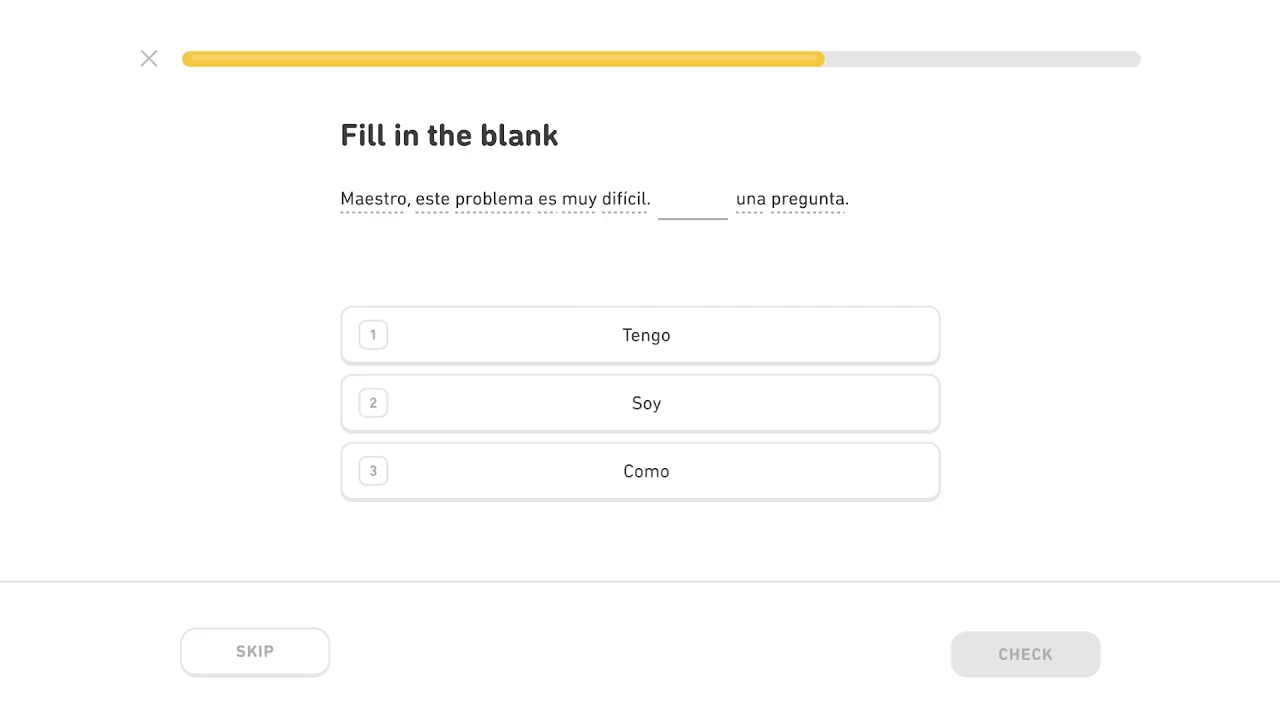 Fill in the blank
Maestro, este problema es muy difícil. ______ una pregunta.
1 Tengo
2 Soy
3 Como
SKIP
CHECK